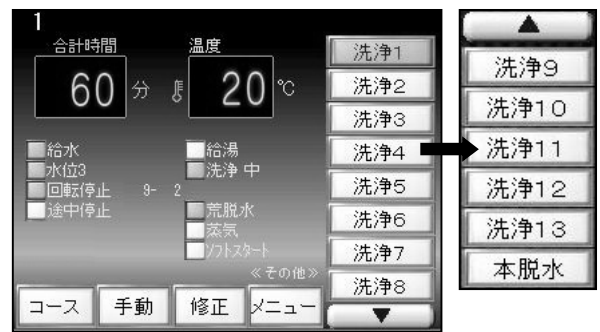 1
合計時間
温度
60 分
20 ℃
給水
給湯
水位3
洗浄 中
回転停止 9- 2
途中停止
荒脱水
蒸気
ソフトスタート
≪その他≫
コース
手動
修正
メニュー
洗浄1
洗浄2
洗浄3
洗浄4
洗浄5
洗浄6
洗浄7
洗浄8
▼
▲
洗浄9
洗浄10
洗浄11
洗浄12
洗浄13
本脱水